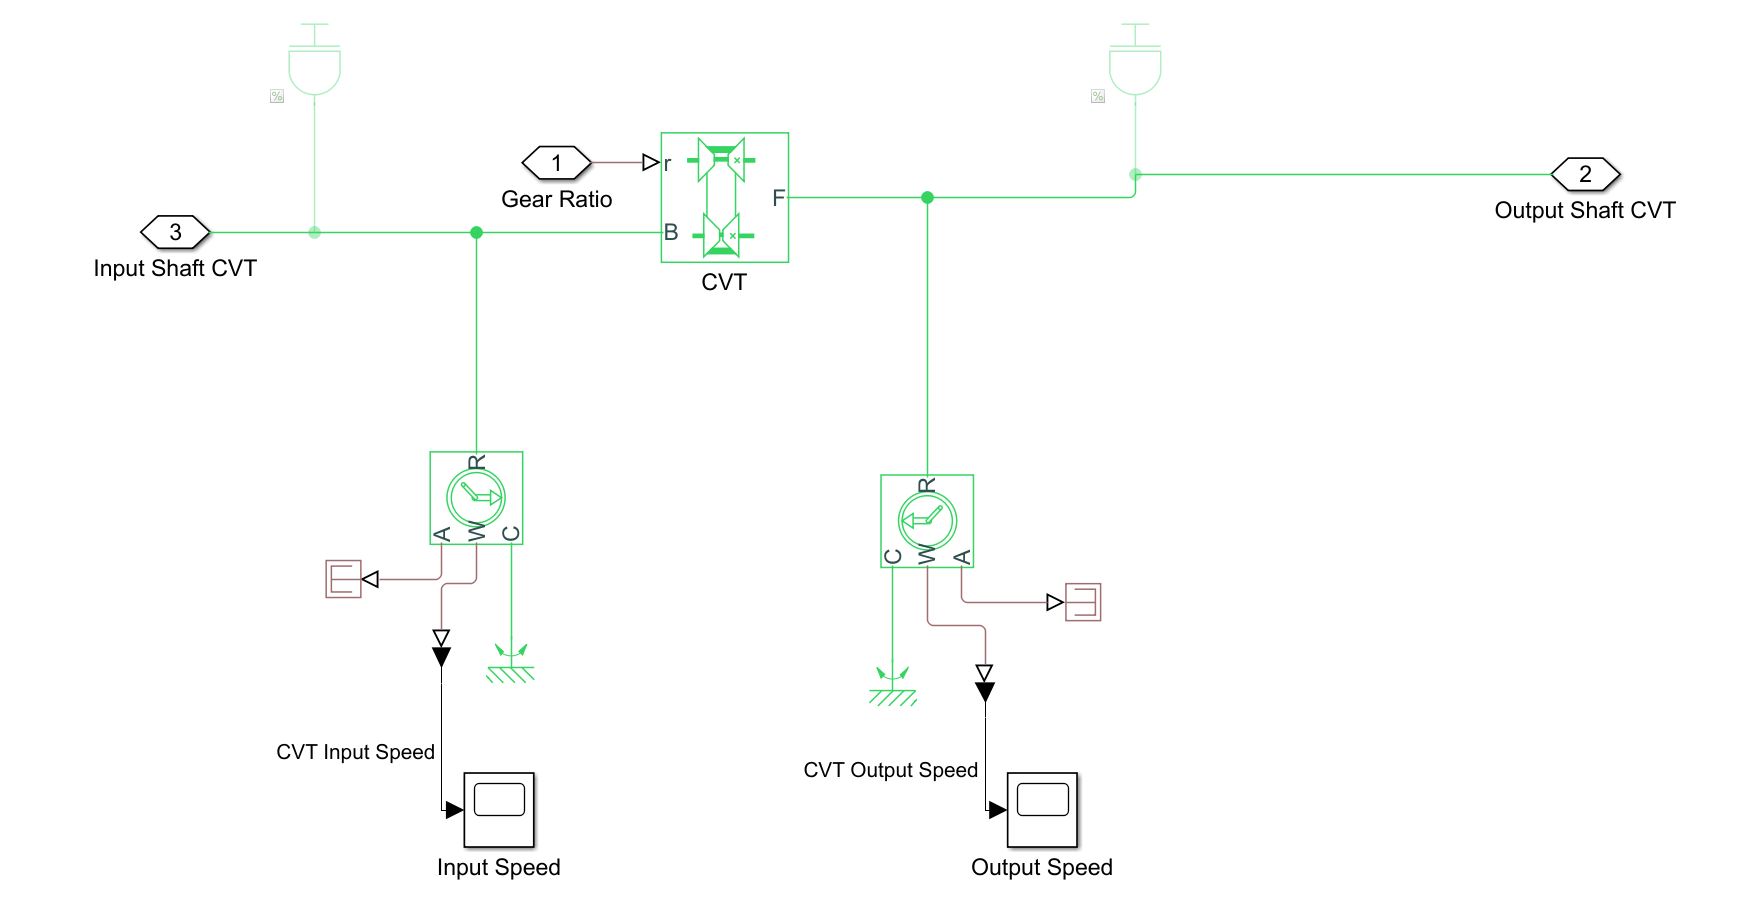 %
%
1
r
Gear Ratio
2
F
Output Shaft CVT
3
B
Input Shaft CVT
CVT
R
A
W
C
R
C
W
A
CVT Input Speed
CVT Output Speed
Input Speed
Output Speed